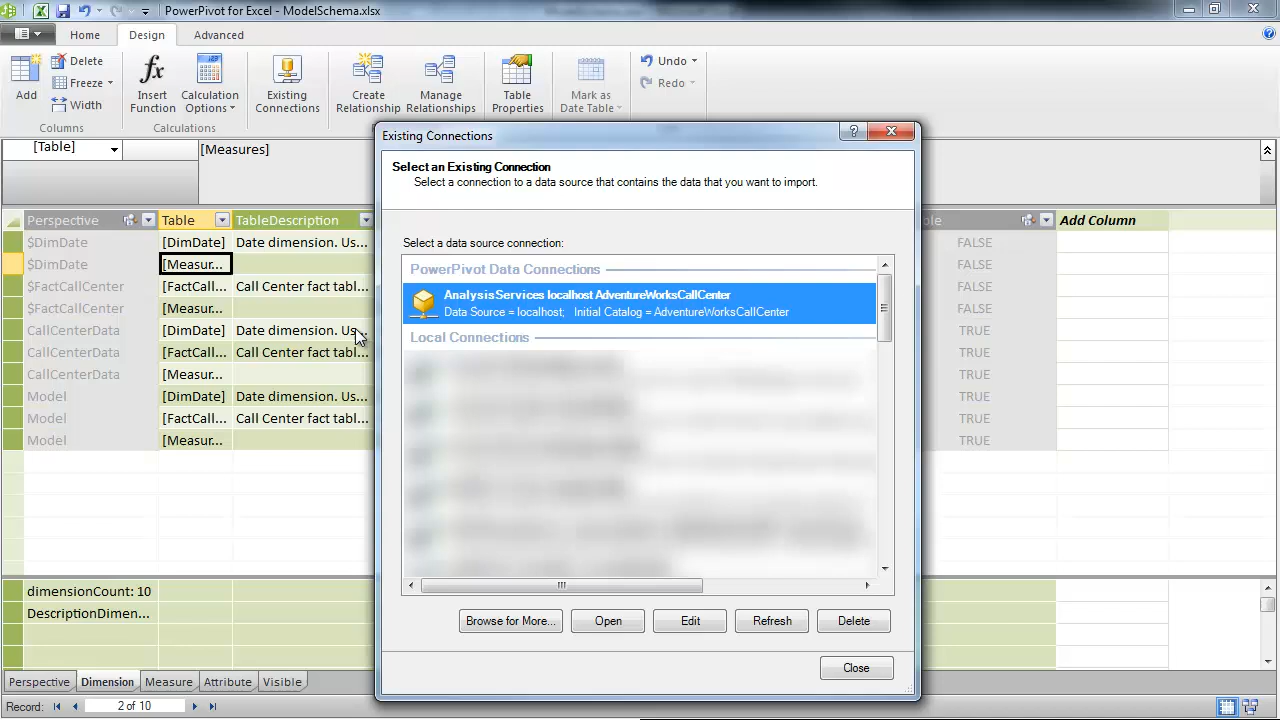 PowerPivot for Excel - ModelSchema.xlsx
Home
Design
Advanced
Add
Delete
Freeze
Width
Columns
Insert Function
Calculation Options
Calculations
Existing Connections
Create Relationship
Manage Relationships
Table Properties
Mark as Date Table
Undo
Redo
[Table]
[Measures]
Perspective
Table
TableDescription
Add Column
$DimDate [DimDate] Date dimension. Us... FALSE
$DimDate [Measur... FALSE
$FactCallCenter [FactCall... Call Center fact tabl... FALSE
$FactCallCenter [Measur... FALSE
CallCenterData [DimDate] Date dimension. Us... TRUE
CallCenterData [FactCall... Call Center fact tabl... TRUE
CallCenterData [Measur... TRUE
Model [DimDate] Date dimension. Us... TRUE
Model [FactCall... Call Center fact tabl... TRUE
Model [Measur... TRUE
dimensionCount: 10
DescriptionDimen...
Perspective Dimension Measure Attribute Visible
Record: 2 of 10
Existing Connections
Select an Existing Connection
Select a connection to a data source that contains the data that you want to import.
Select a data source connection:
PowerPivot Data Connections
AnalysisServices localhost AdventureWorksCallCenter
Data Source = localhost; Initial Catalog = AdventureWorksCallCenter
Local Connections
Browse for More... Open Edit Refresh Delete
Close